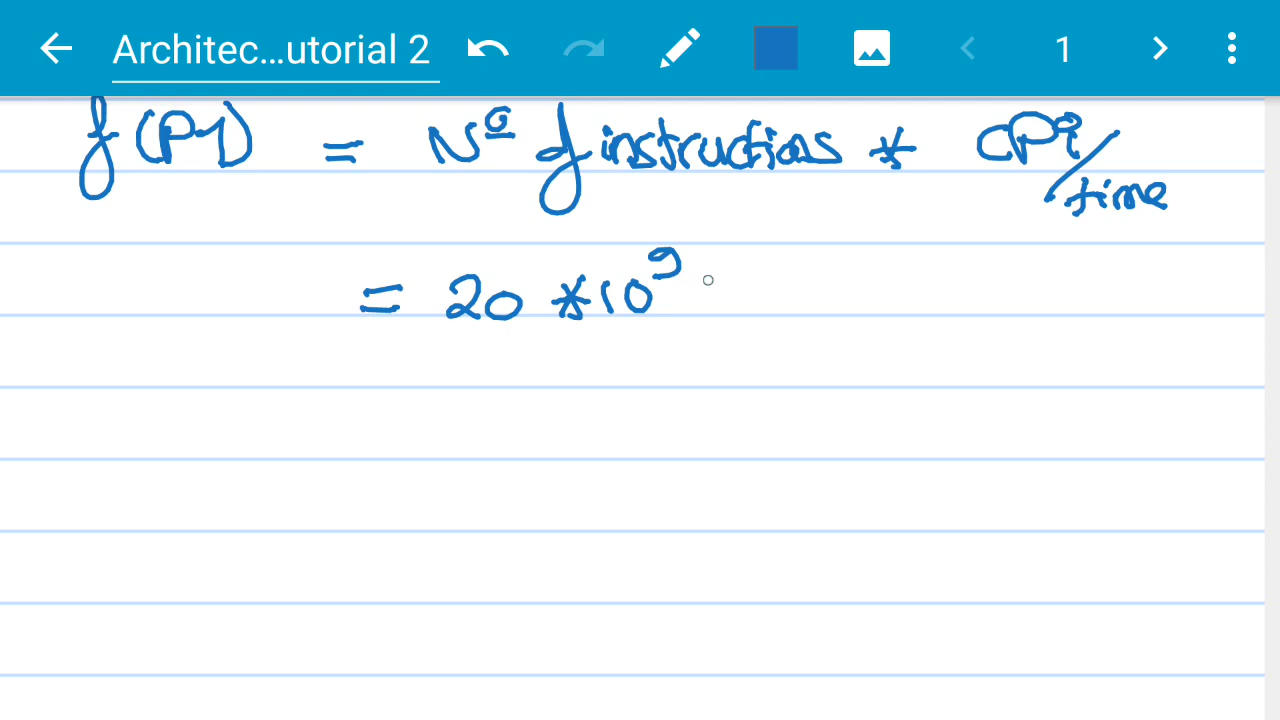 Architec...utorial 2 1
f(P1) = Nº of instructions * CPI/time
= 20 * 10⁹